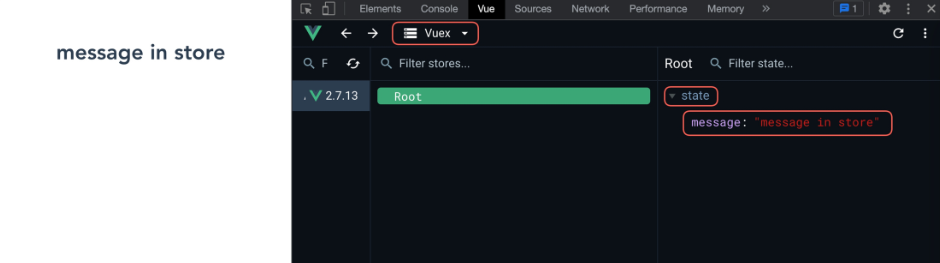 message in store
Elements Console Vue Sources Network Performance Memory » 1
Vuex
F Filter stores... Root Filter state...
2.7.13 Root state
message: "message in store"